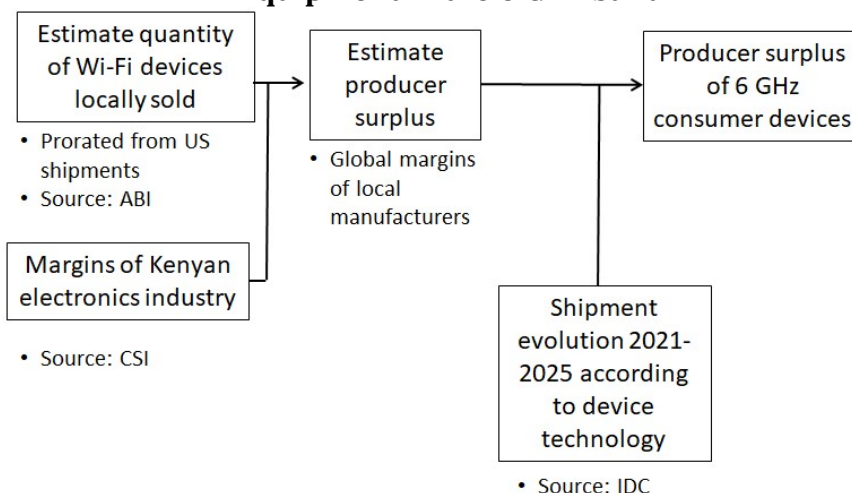 Estimate quantity
of Wi-Fi devices
locally sold
• Prorated from US
shipments
• Source: ABI
Margins of Kenyan
electronics industry
• Source: CSI
Estimate
producer
surplus
• Global margins
of local
manufacturers
Shipment
evolution 2021-
2025 according
to device
technology
• Source: IDC
Producer surplus
of 6 GHz
consumer devices